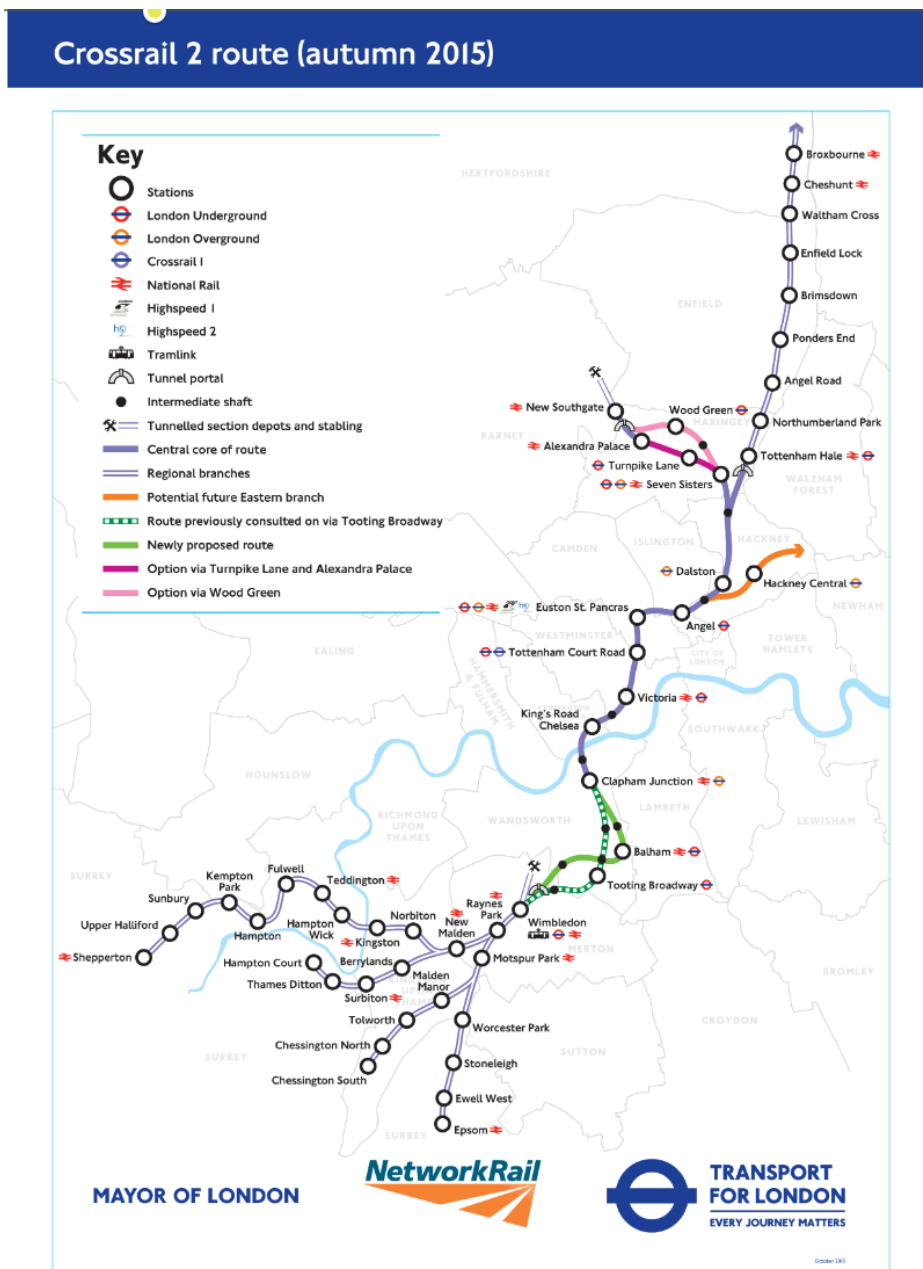 Crossrail 2 route (autumn 2015)
Key
Stations
London Underground
London Overground
Crossrail 1
National Rail
Highspeed 1
Highspeed 2
Tramlink
Tunnel portal
Intermediate shaft
Tunnelled section depots and stabling
Central core of route
Regional branches
Potential future Eastern branch
Route previously consulted on via Tooting Broadway
Newly proposed route
Option via Turnpike Lane and Alexandra Palace
Option via Wood Green
HERTFORDSHIRE
Broxbourne
Cheshunt
Waltham Cross
Enfield Lock
ENFIELD
Brimsdown
Ponders End
Angel Road
New Southgate
Wood Green
HARINGEY
Northumberland Park
BARNET
Alexandra Palace
Tottenham Hale
Turnpike Lane
Seven Sisters
WALTHAM
FOREST
ISLINGTON
HACKNEY
CAMDEN
Dalston
Hackney Central
NEWHAM
Euston St. Pancras
Angel
WESTMINSTER
TOWER
HAMLETS
EALING
Tottenham Court Road
CITY OF
LONDON
HAMMERSMITH
& FULHAM
Victoria
King's Road
Chelsea
SOUTHWARK
HOUNSLOW
Clapham Junction
LAMBETH
RICHMOND
UPON
THAMES
WANDSWORTH
LEWISHAM
Balham
SURREY
Fulwell
Teddington
Tooting Broadway
Kempton
Park
Sunbury
Raynes
Park
Upper Halliford
Hampton
Hampton
Wick
Norbiton
New
Malden
Wimbledon
Kingston
MERTON
Shepperton
Hampton Court
Berrylands
Motspur Park
Malden
Manor
BROMLEY
Thames Ditton
Surbiton
KINGSTON
UPON
THAMES
Tolworth
Worcester Park
CROYDON
Chessington North
SURREY
SUTTON
Stoneleigh
Chessington South
Ewell West
SURREY
Epsom
MAYOR OF LONDON
NetworkRail
TRANSPORT
FOR LONDON
EVERY JOURNEY MATTERS
October 2015